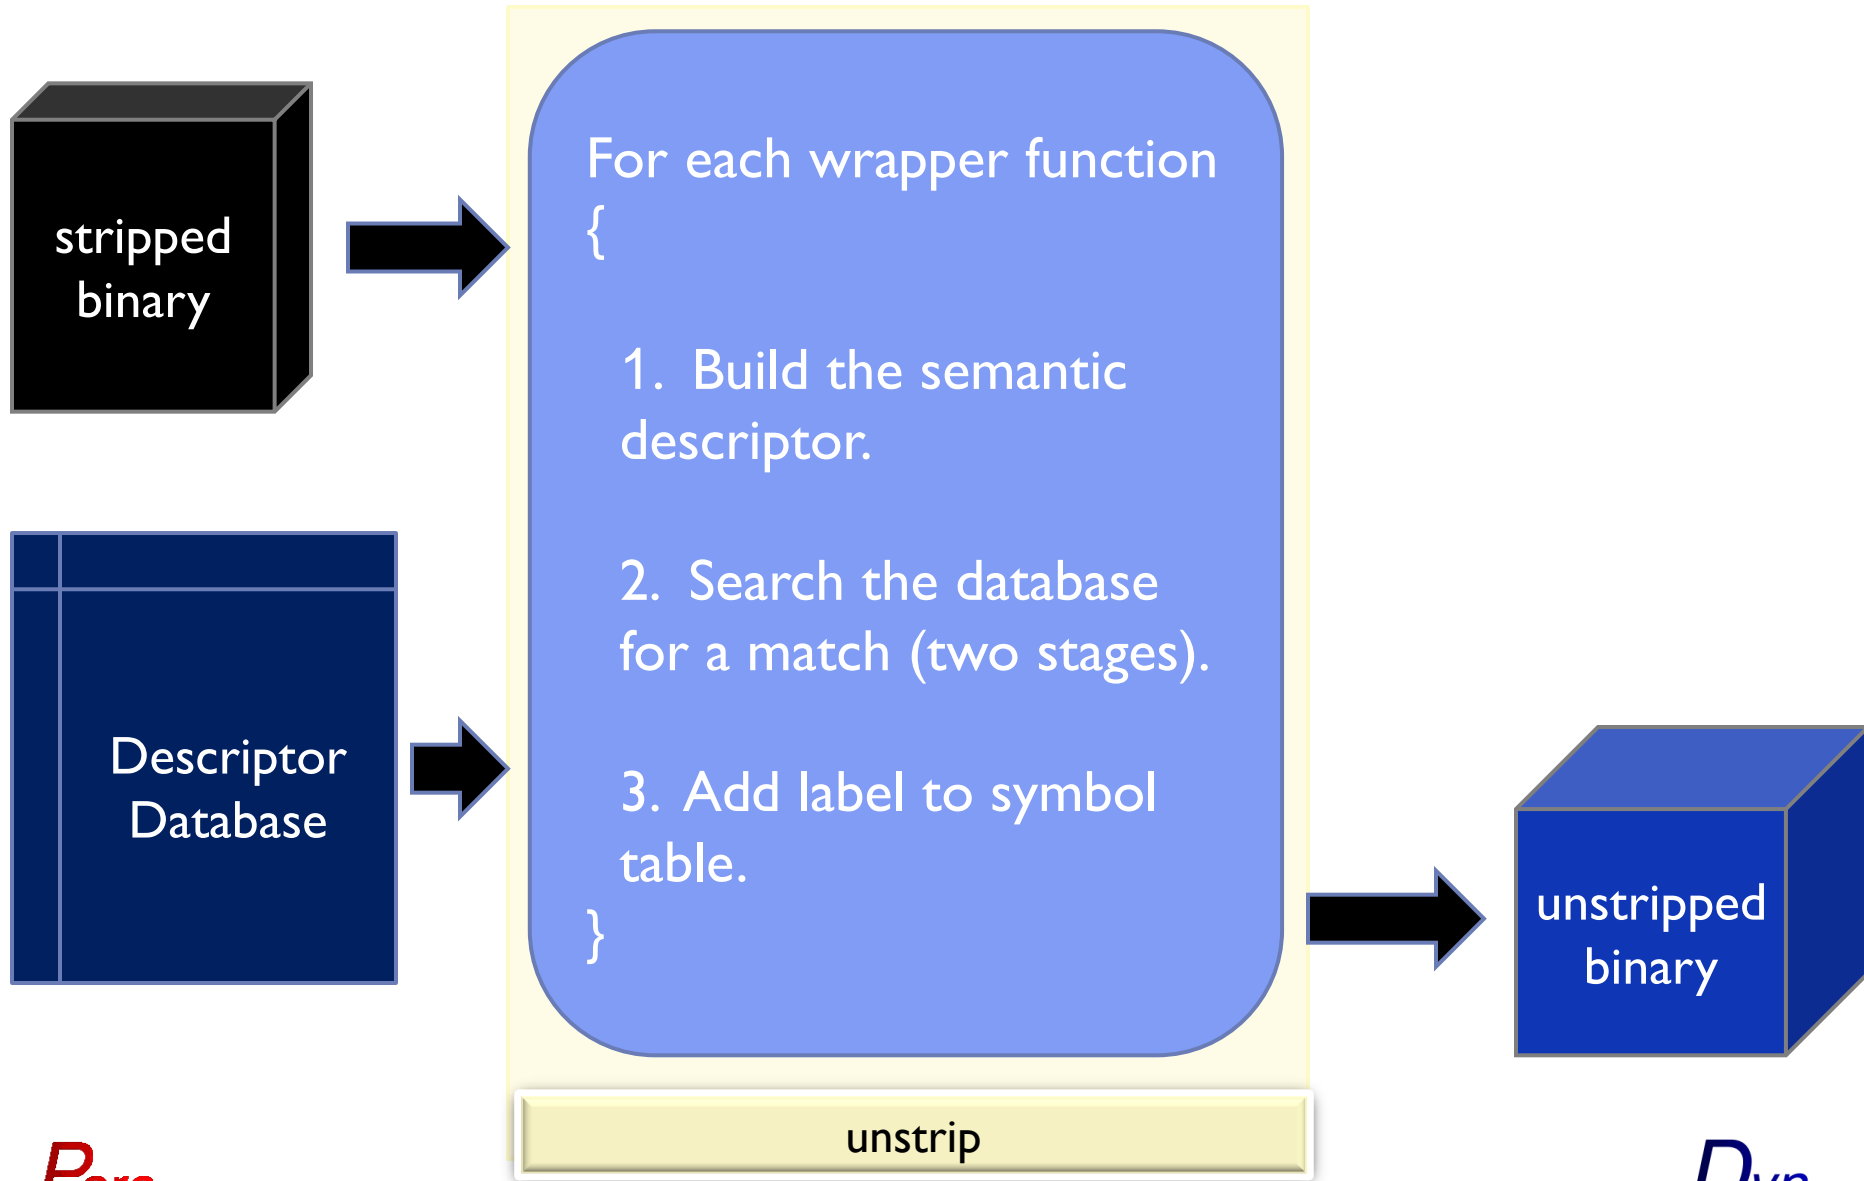 stripped
binary
For each wrapper function
{
1. Build the semantic
descriptor.
2. Search the database
for a match (two stages).
3. Add label to symbol
table.
}
Descriptor
Database
unstripped
binary
unstrip
Dyn